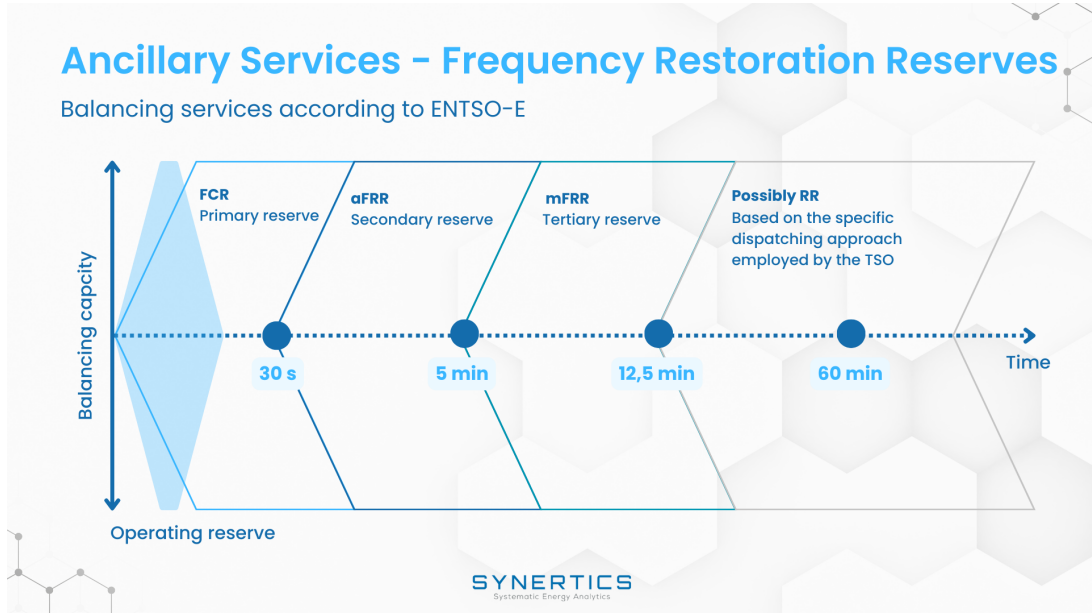 Ancillary Services - Frequency Restoration Reserves
Balancing services according to ENTSO-E
FCR
Primary reserve
aFRR
Secondary reserve
mFRR
Tertiary reserve
Possibly RR
Based on the specific
dispatching approach
employed by the TSO
Balancing capcity
30 s
5 min
12,5 min
60 min
Time
Operating reserve
SYNERTICS
Systematic Energy Analytics